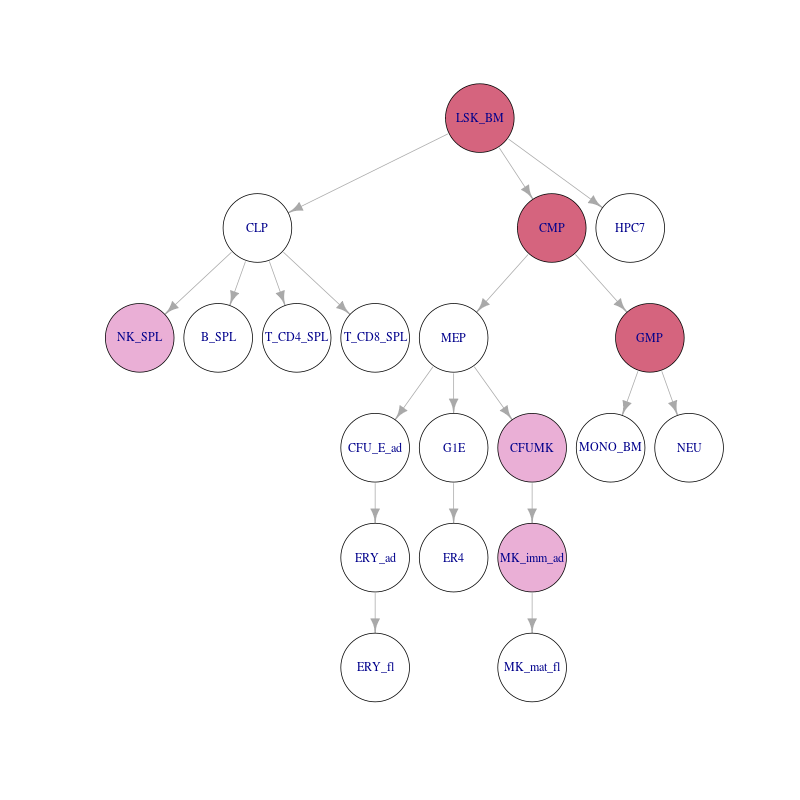 LSK_BM
CLP
CMP
HPC7
NK_SPL
B_SPL
T_CD4_SPL
T_CD8_SPL
MEP
GMP
CFU_E_ad
G1E
CFUMK
MONO_BM
NEU
ERY_ad
ER4
MK_imm_ad
ERY_fl
MK_mat_fl